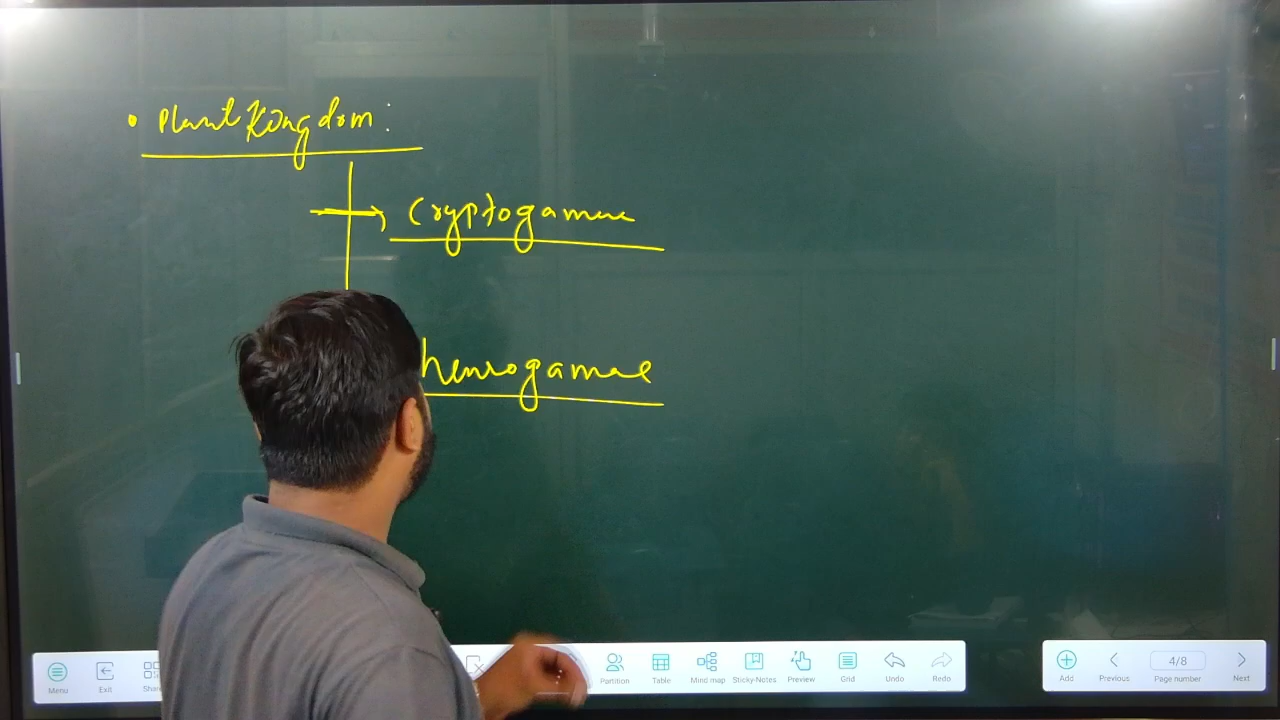 • Plant Kingdom:
Cryptogamae
henrogamae
Menu Exit Share Partition Table Mind map Sticky-Notes Preview Grid Undo Redo Add Previous 4/8 Page number Next